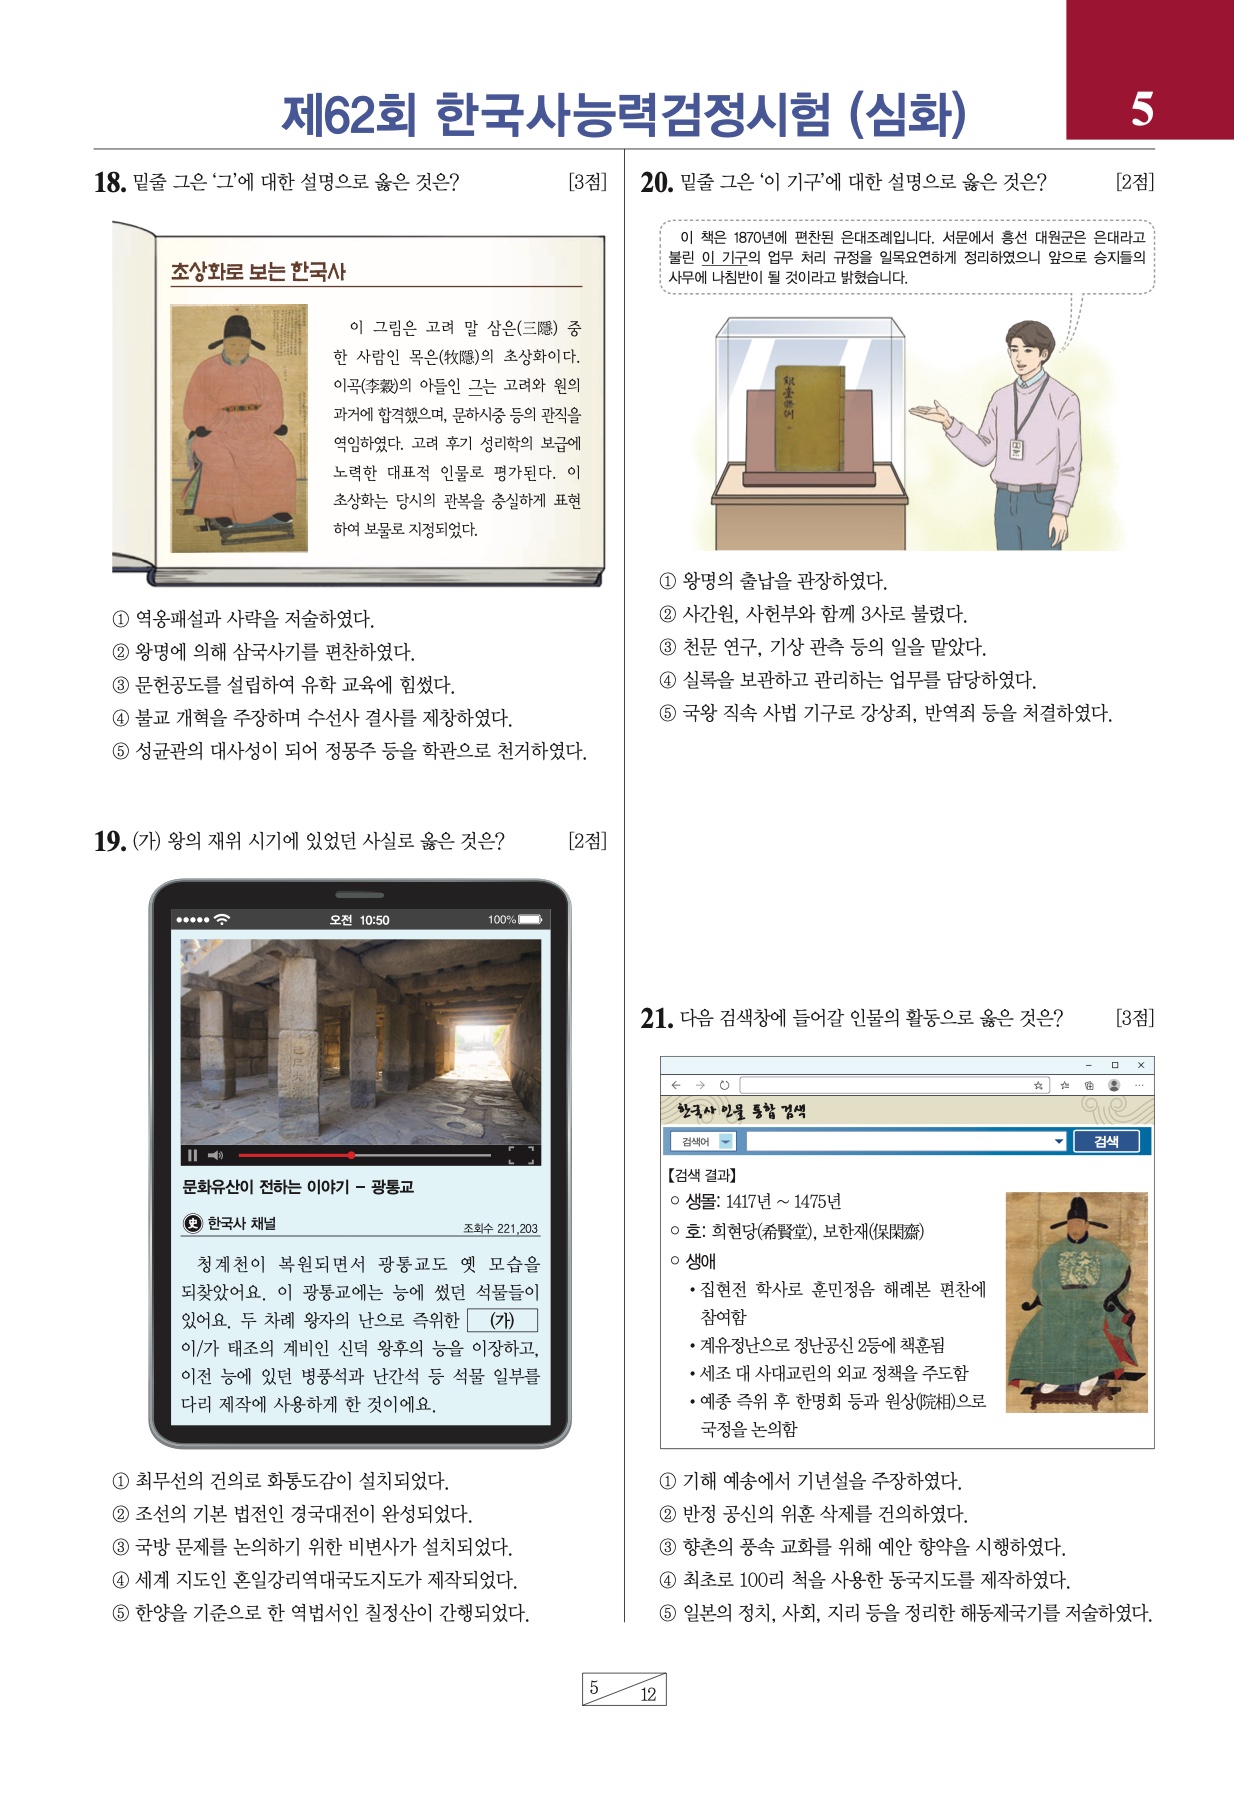 제62회 한국사능력검정시험 (심화)
5
18. 밑줄 그은 ‘그’에 대한 설명으로 옳은 것은? [3점]
초상화로 보는 한국사
이 그림은 고려 말 삼은(三隱) 중
한 사람인 목은(牧隱)의 초상화이다.
이곡(李穀)의 아들인 그는 고려와 원의
과거에 합격했으며, 문하시중 등의 관직을
역임하였다. 고려 후기 성리학의 보급에
노력한 대표적 인물로 평가된다. 이
초상화는 당시의 관복을 충실하게 표현
하여 보물로 지정되었다.
① 역옹패설과 사략을 저술하였다.
② 왕명에 의해 삼국사기를 편찬하였다.
③ 문헌공도를 설립하여 유학 교육에 힘썼다.
④ 불교 개혁을 주장하며 수선사 결사를 제창하였다.
⑤ 성균관의 대사성이 되어 정몽주 등을 학관으로 천거하였다.
19. (가) 왕의 재위 시기에 있었던 사실로 옳은 것은? [2점]
오전 10:50
100%
문화유산이 전하는 이야기 - 광통교
史 한국사 채널
조회수 221,203
청계천이 복원되면서 광통교도 옛 모습을
되찾았어요. 이 광통교에는 능에 썼던 석물들이
있어요. 두 차례 왕자의 난으로 즉위한 (가)
이/가 태조의 계비인 신덕 왕후의 능을 이장하고,
이전 능에 있던 병풍석과 난간석 등 석물 일부를
다리 제작에 사용하게 한 것이에요.
① 최무선의 건의로 화통도감이 설치되었다.
② 조선의 기본 법전인 경국대전이 완성되었다.
③ 국방 문제를 논의하기 위한 비변사가 설치되었다.
④ 세계 지도인 혼일강리역대국도지도가 제작되었다.
⑤ 한양을 기준으로 한 역법서인 칠정산이 간행되었다.
20. 밑줄 그은 ‘이 기구’에 대한 설명으로 옳은 것은? [2점]
이 책은 1870년에 편찬된 은대조례입니다. 서문에서 흥선 대원군은 은대라고
불린 이 기구의 업무 처리 규정을 일목요연하게 정리하였으니 앞으로 승지들의
사무에 나침반이 될 것이라고 밝혔습니다.
銀臺條例
① 왕명의 출납을 관장하였다.
② 사간원, 사헌부와 함께 3사로 불렸다.
③ 천문 연구, 기상 관측 등의 일을 맡았다.
④ 실록을 보관하고 관리하는 업무를 담당하였다.
⑤ 국왕 직속 사법 기구로 강상죄, 반역죄 등을 처결하였다.
21. 다음 검색창에 들어갈 인물의 활동으로 옳은 것은? [3점]
한국사 인물 통합 검색
검색어
검색
【검색 결과】
○ 생몰: 1417년 ~ 1475년
○ 호: 희현당(希賢堂), 보한재(保閑齋)
○ 생애
• 집현전 학사로 훈민정음 해례본 편찬에
참여함
• 계유정난으로 정난공신 2등에 책훈됨
• 세조 대 사대교린의 외교 정책을 주도함
• 예종 즉위 후 한명회 등과 원상(院相)으로
국정을 논의함
① 기해 예송에서 기년설을 주장하였다.
② 반정 공신의 위훈 삭제를 건의하였다.
③ 향촌의 풍속 교화를 위해 예안 향약을 시행하였다.
④ 최초로 100리 척을 사용한 동국지도를 제작하였다.
⑤ 일본의 정치, 사회, 지리 등을 정리한 해동제국기를 저술하였다.
5
12